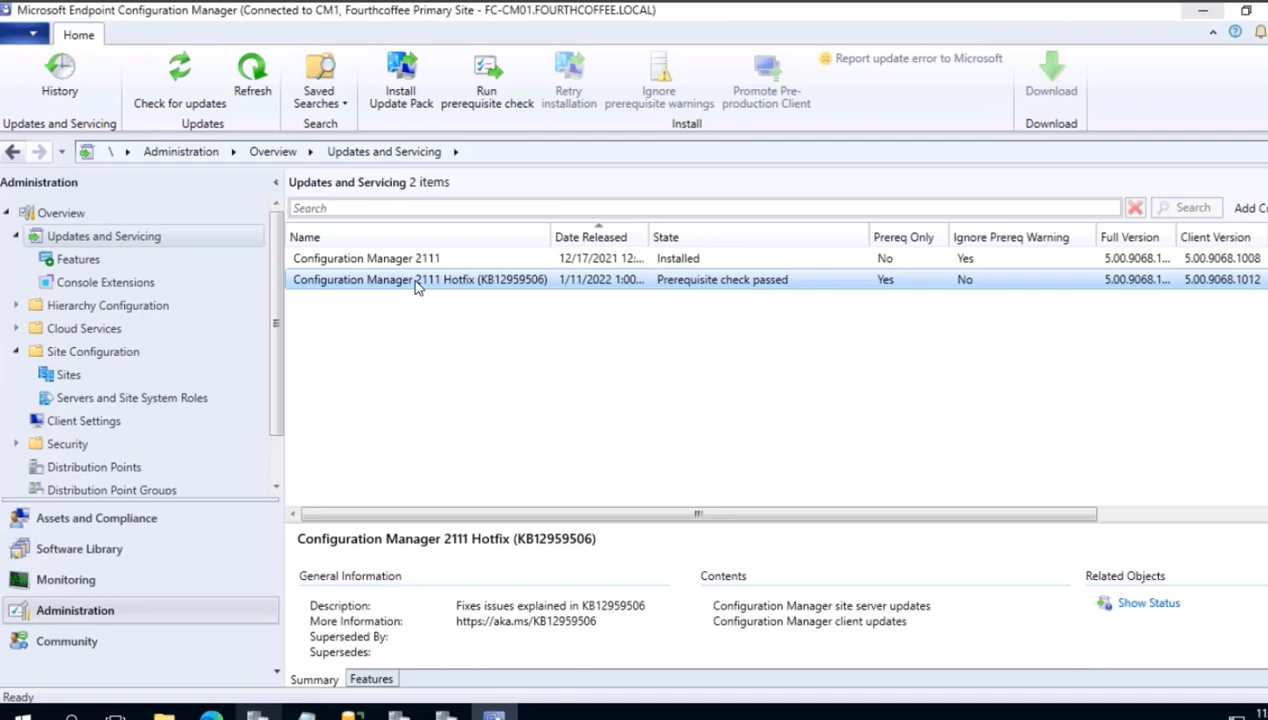 Microsoft Endpoint Configuration Manager (Connected to CM1, Fourthcoffee Primary Site - FC-CM01.FOURTHCOFFEE.LOCAL)
Home
History
Check for updates
Refresh
Saved Searches
Install Update Pack
Run prerequisite check
Retry installation
Ignore prerequisite warnings
Promote Pre-production Client
Report update error to Microsoft
Download
Updates and Servicing
Updates
Search
Install
Download
\ Administration Overview Updates and Servicing
Administration
Overview
Updates and Servicing
Features
Console Extensions
Hierarchy Configuration
Cloud Services
Site Configuration
Sites
Servers and Site System Roles
Client Settings
Security
Distribution Points
Distribution Point Groups
Assets and Compliance
Software Library
Monitoring
Administration
Community
Updates and Servicing 2 items
Search
Search
Add
Name Date Released State Prereq Only Ignore Prereq Warning Full Version Client Version
Configuration Manager 2111 12/17/2021 12:... Installed No Yes 5.00.9068.1... 5.00.9068.1008
Configuration Manager 2111 Hotfix (KB12959506) 1/11/2022 1:00... Prerequisite check passed Yes No 5.00.9068.1... 5.00.9068.1012
Configuration Manager 2111 Hotfix (KB12959506)
General Information
Description: Fixes issues explained in KB12959506
More Information: https://aka.ms/KB12959506
Superseded By:
Supersedes:
Contents
Configuration Manager site server updates
Configuration Manager client updates
Related Objects
Show Status
Summary
Features
Ready